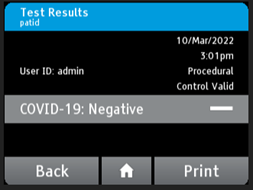 Test Results
patid
10/Mar/2022
3:01pm
User ID: admin
Procedural
Control Valid
COVID-19: Negative
Back
Print